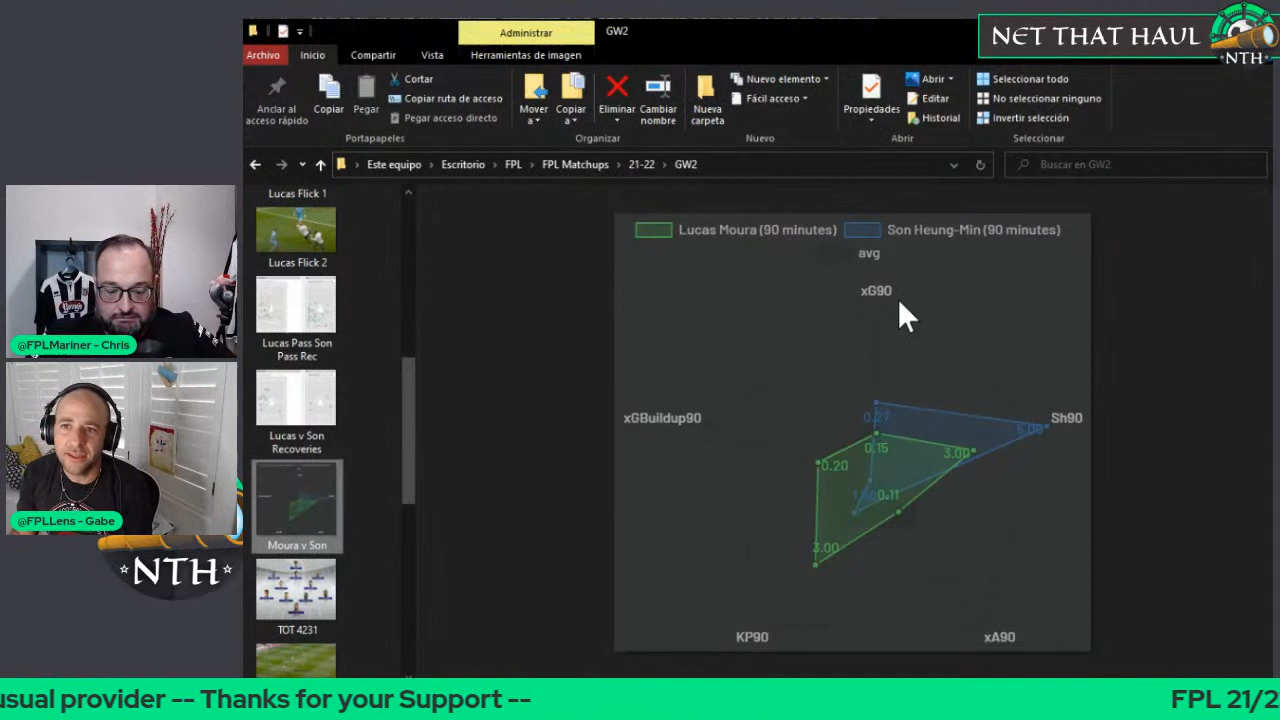 NET THAT HAUL
NTH
Administrar
GW2
Archivo
Inicio
Compartir
Vista
Herramientas de imagen
Anclar al
acceso rápido
Copiar
Pegar
Cortar
Copiar ruta de acceso
Pegar acceso directo
Mover
a
Copiar
a
Eliminar
Cambiar
nombre
Nueva
carpeta
Nuevo elemento
Fácil acceso
Propiedades
Abrir
Editar
Historial
Seleccionar todo
No seleccionar ninguno
Invertir selección
Portapapeles
Organizar
Nuevo
Abrir
Seleccionar
Este equipo > Escritorio > FPL > FPL Matchups > 21-22 > GW2
Buscar en GW2
Lucas Flick 1
Lucas Flick 2
Lucas Pass Son
Pass Rec
Lucas v Son
Recoveries
Moura v Son
TOT 4231
Lucas Moura (90 minutes)
Son Heung-Min (90 minutes)
avg
xG90
Sh90
xA90
KP90
xGBuildup90
0.27
5.00
0.15
3.00
0.20
0.11
3.00
@FPLMariner - Chris
@FPLLens - Gabe
NTH
usual provider -- Thanks for your Support --
FPL 21/2